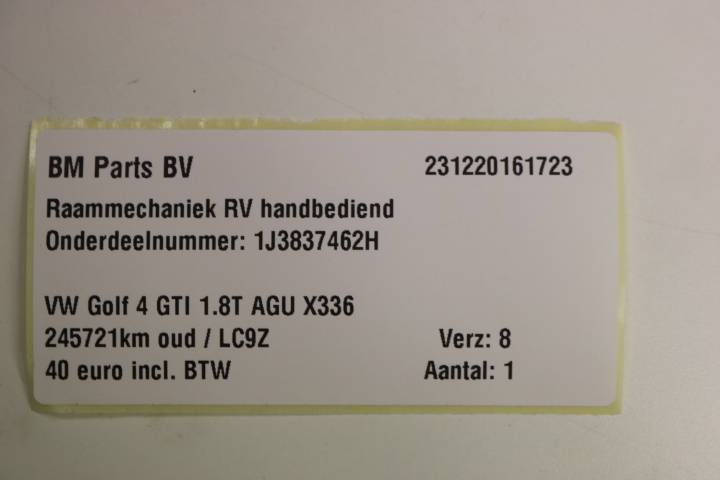 BM Parts BV 231220161723
Raammechaniek RV handbediend
Onderdeelnummer: 1J3837462H
VW Golf 4 GTI 1.8T AGU X336
245721km oud / LC9Z Verz: 8
40 euro incl. BTW Aantal: 1